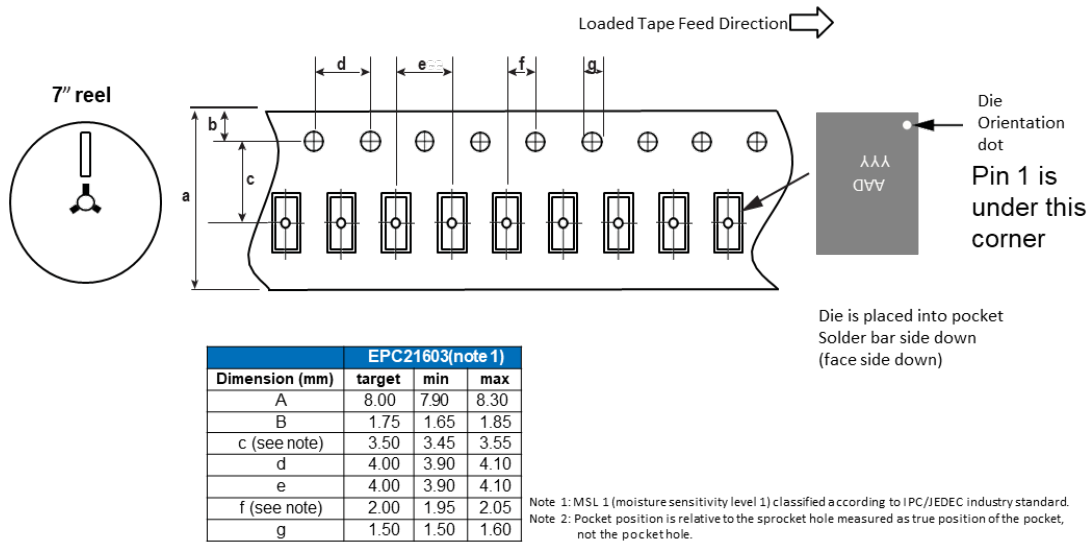 Loaded Tape Feed Direction
d
e
f
g
7” reel
b
c
a
Die
Orientation
dot
Pin 1 is
under this
corner
YYY
AAD
Die is placed into pocket
Solder bar side down
(face side down)
EPC21603(note 1)
Dimension (mm) target min max
A 8.00 7.90 8.30
B 1.75 1.65 1.85
c (see note) 3.50 3.45 3.55
d 4.00 3.90 4.10
e 4.00 3.90 4.10
f (see note) 2.00 1.95 2.05
g 1.50 1.50 1.60
Note 1: MSL 1 (moisture sensitivity level 1) classified according to IPC/JEDEC industry standard.
Note 2: Pocket position is relative to the sprocket hole measured as true position of the pocket,
not the pocket hole.